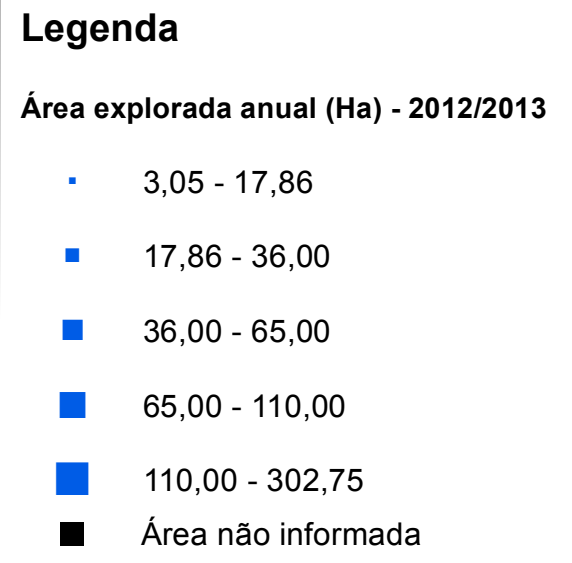 Legenda
Área explorada anual (Ha) - 2012/2013
3,05 - 17,86
17,86 - 36,00
36,00 - 65,00
65,00 - 110,00
110,00 - 302,75
Área não informada